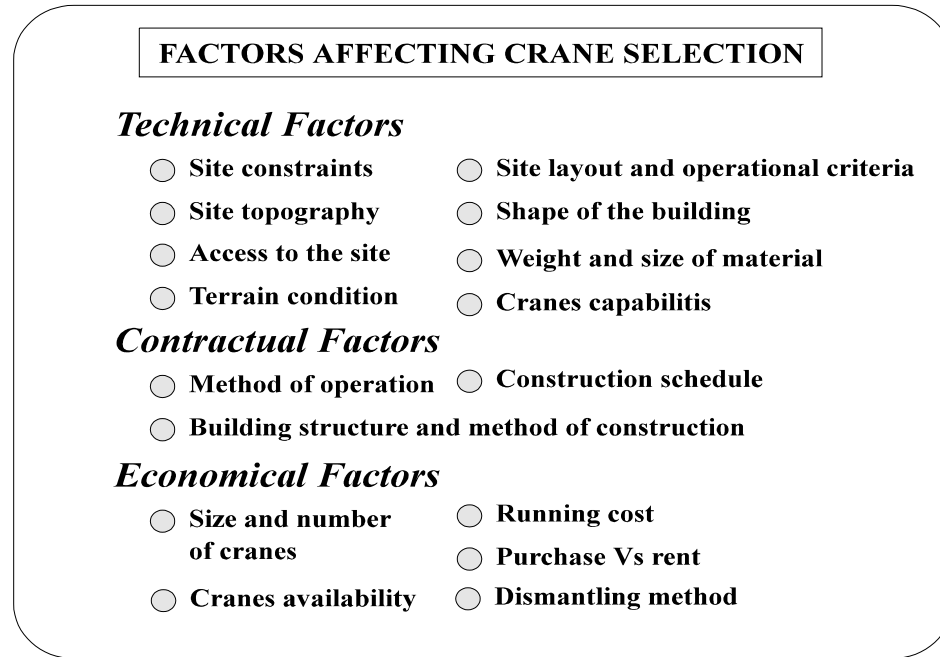 FACTORS AFFECTING CRANE SELECTION
Technical Factors
Site constraints
Site topography
Access to the site
Terrain condition
Site layout and operational criteria
Shape of the building
Weight and size of material
Cranes capabilitis
Contractual Factors
Method of operation
Construction schedule
Building structure and method of construction
Economical Factors
Size and number
of cranes
Cranes availability
Running cost
Purchase Vs rent
Dismantling method